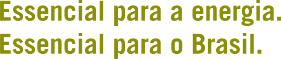 Essencial para a energia.
Essencial para o Brasil.